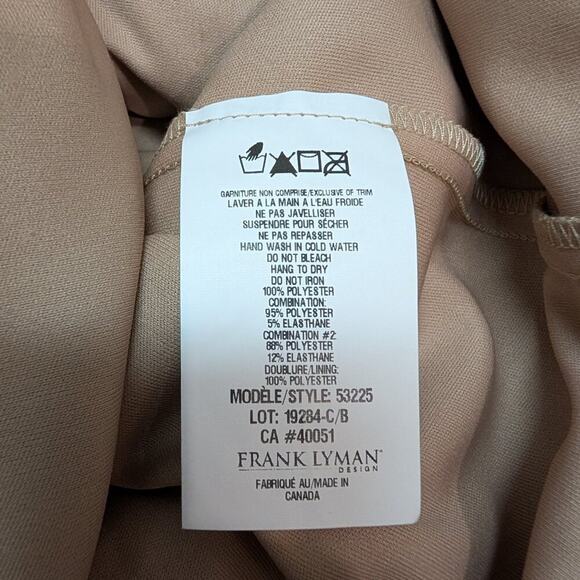 GARNITURE NON COMPRISE/EXCLUSIVE OF TRIM
LAVER A LA MAIN A L'EAU FROIDE
NE PAS JAVELLISER
SUSPENDRE POUR SÉCHER
NE PAS REPASSER
HAND WASH IN COLD WATER
DO NOT BLEACH
HANG TO DRY
DO NOT IRON
100% POLYESTER
COMBINATION:
95% POLYESTER
5% ELASTHANE
COMBINATION #2:
88% POLYESTER
12% ELASTHANE
DOUBLURE/LINING:
100% POLYESTER
MODÈLE/STYLE: 53225
LOT: 19284-C/B
CA #40051
FRANK LYMAN™
DESIGN
FABRIQUÉ AU/MADE IN
CANADA